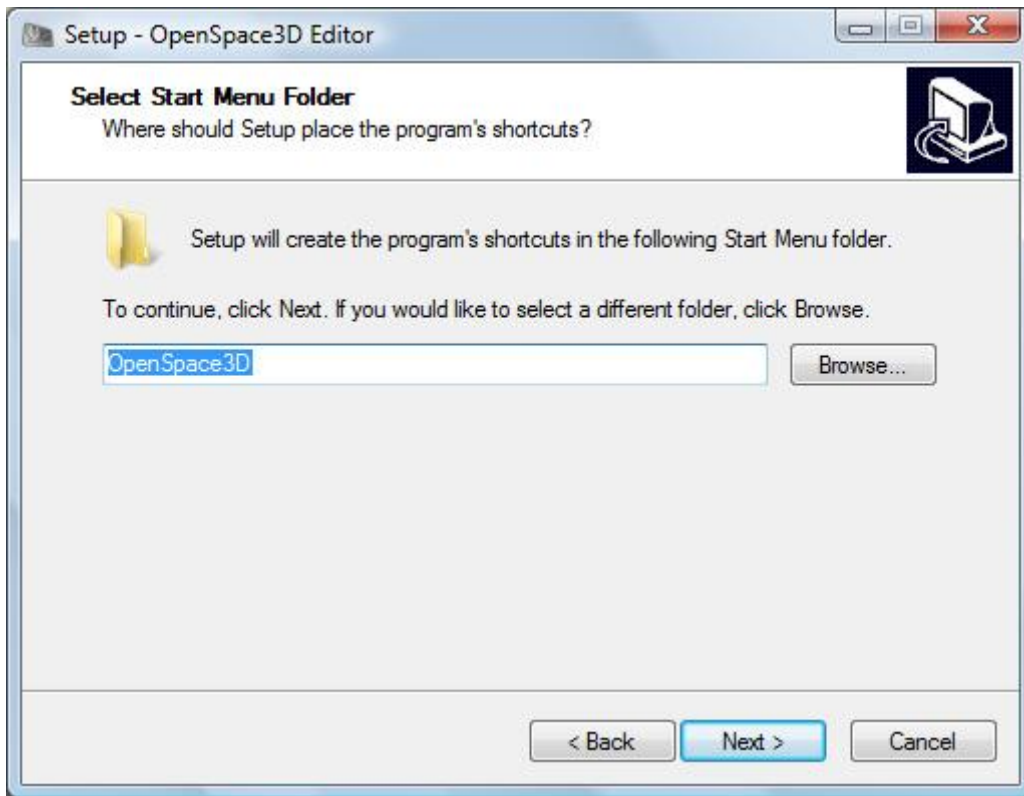 Setup - OpenSpace3D Editor
Select Start Menu Folder
Where should Setup place the program's shortcuts?
Setup will create the program's shortcuts in the following Start Menu folder.
To continue, click Next. If you would like to select a different folder, click Browse.
OpenSpace3D
Browse...
< Back
Next >
Cancel